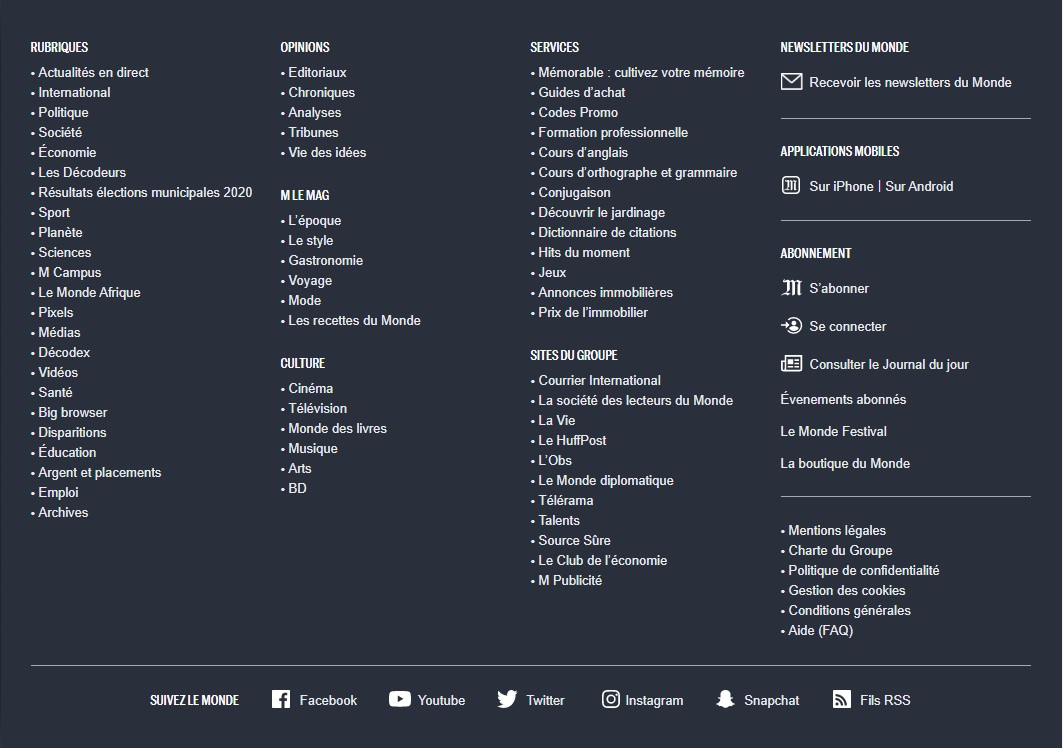 RUBRIQUES
• Actualités en direct
• International
• Politique
• Société
• Économie
• Les Décodeurs
• Résultats élections municipales 2020
• Sport
• Planète
• Sciences
• M Campus
• Le Monde Afrique
• Pixels
• Médias
• Décodex
• Vidéos
• Santé
• Big browser
• Disparitions
• Éducation
• Argent et placements
• Emploi
• Archives
OPINIONS
• Editoriaux
• Chroniques
• Analyses
• Tribunes
• Vie des idées
M LE MAG
• L’époque
• Le style
• Gastronomie
• Voyage
• Mode
• Les recettes du Monde
CULTURE
• Cinéma
• Télévision
• Monde des livres
• Musique
• Arts
• BD
SERVICES
• Mémorable : cultivez votre mémoire
• Guides d’achat
• Codes Promo
• Formation professionnelle
• Cours d’anglais
• Cours d’orthographe et grammaire
• Conjugaison
• Découvrir le jardinage
• Dictionnaire de citations
• Hits du moment
• Jeux
• Annonces immobilières
• Prix de l’immobilier
SITES DU GROUPE
• Courrier International
• La société des lecteurs du Monde
• La Vie
• Le HuffPost
• L’Obs
• Le Monde diplomatique
• Télérama
• Talents
• Source Sûre
• Le Club de l’économie
• M Publicité
NEWSLETTERS DU MONDE
Recevoir les newsletters du Monde
APPLICATIONS MOBILES
Sur iPhone | Sur Android
ABONNEMENT
S’abonner
Se connecter
Consulter le Journal du jour
Évenements abonnés
Le Monde Festival
La boutique du Monde
• Mentions légales
• Charte du Groupe
• Politique de confidentialité
• Gestion des cookies
• Conditions générales
• Aide (FAQ)
SUIVEZ LE MONDE Facebook Youtube Twitter Instagram Snapchat Fils RSS